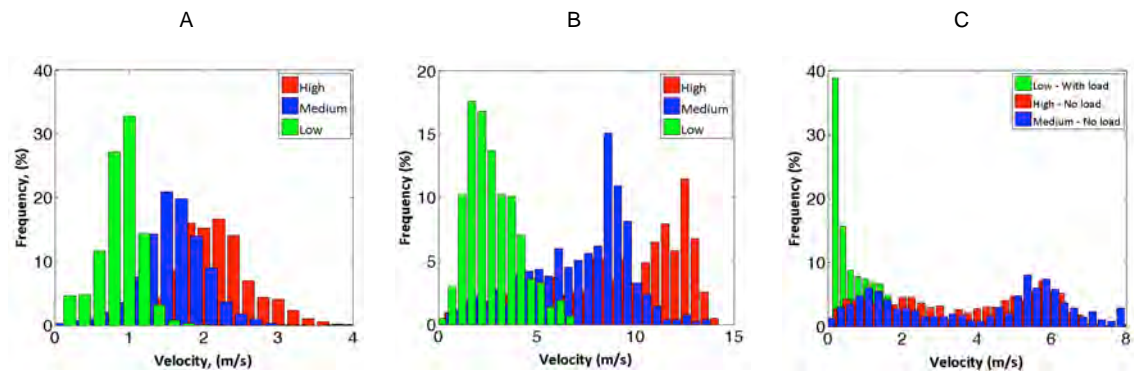 A
B
C
40
30
20
10
0
Frequency, (%)
High
Medium
Low
0
1
2
3
4
Velocity, (m/s)
20
15
10
5
0
Frequency (%)
High
Medium
Low
0
5
10
15
Velocity (m/s)
40
30
20
10
0
Frequency (%)
Low - With load
High - No load
Medium - No load
0
2
4
6
8
Velocity (m/s)